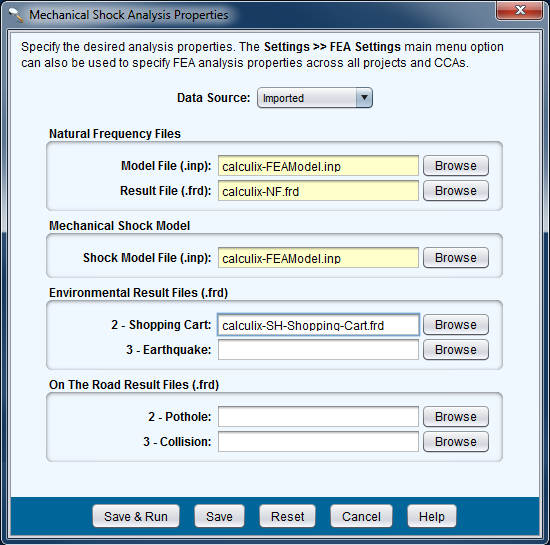 Mechanical Shock Analysis Properties
Specify the desired analysis properties. The Settings >> FEA Settings main menu option
can also be used to specify FEA analysis properties across all projects and CCAs.
Data Source: Imported
Natural Frequency Files
Model File (.inp): calculix-FEAModel.inp Browse
Result File (.frd): calculix-NF.frd Browse
Mechanical Shock Model
Shock Model File (.inp): calculix-FEAModel.inp Browse
Environmental Result Files (.frd)
2 - Shopping Cart: calculix-SH-Shopping-Cart.frd Browse
3 - Earthquake: Browse
On The Road Result Files (.frd)
2 - Pothole: Browse
3 - Collision: Browse
Save & Run Save Reset Cancel Help